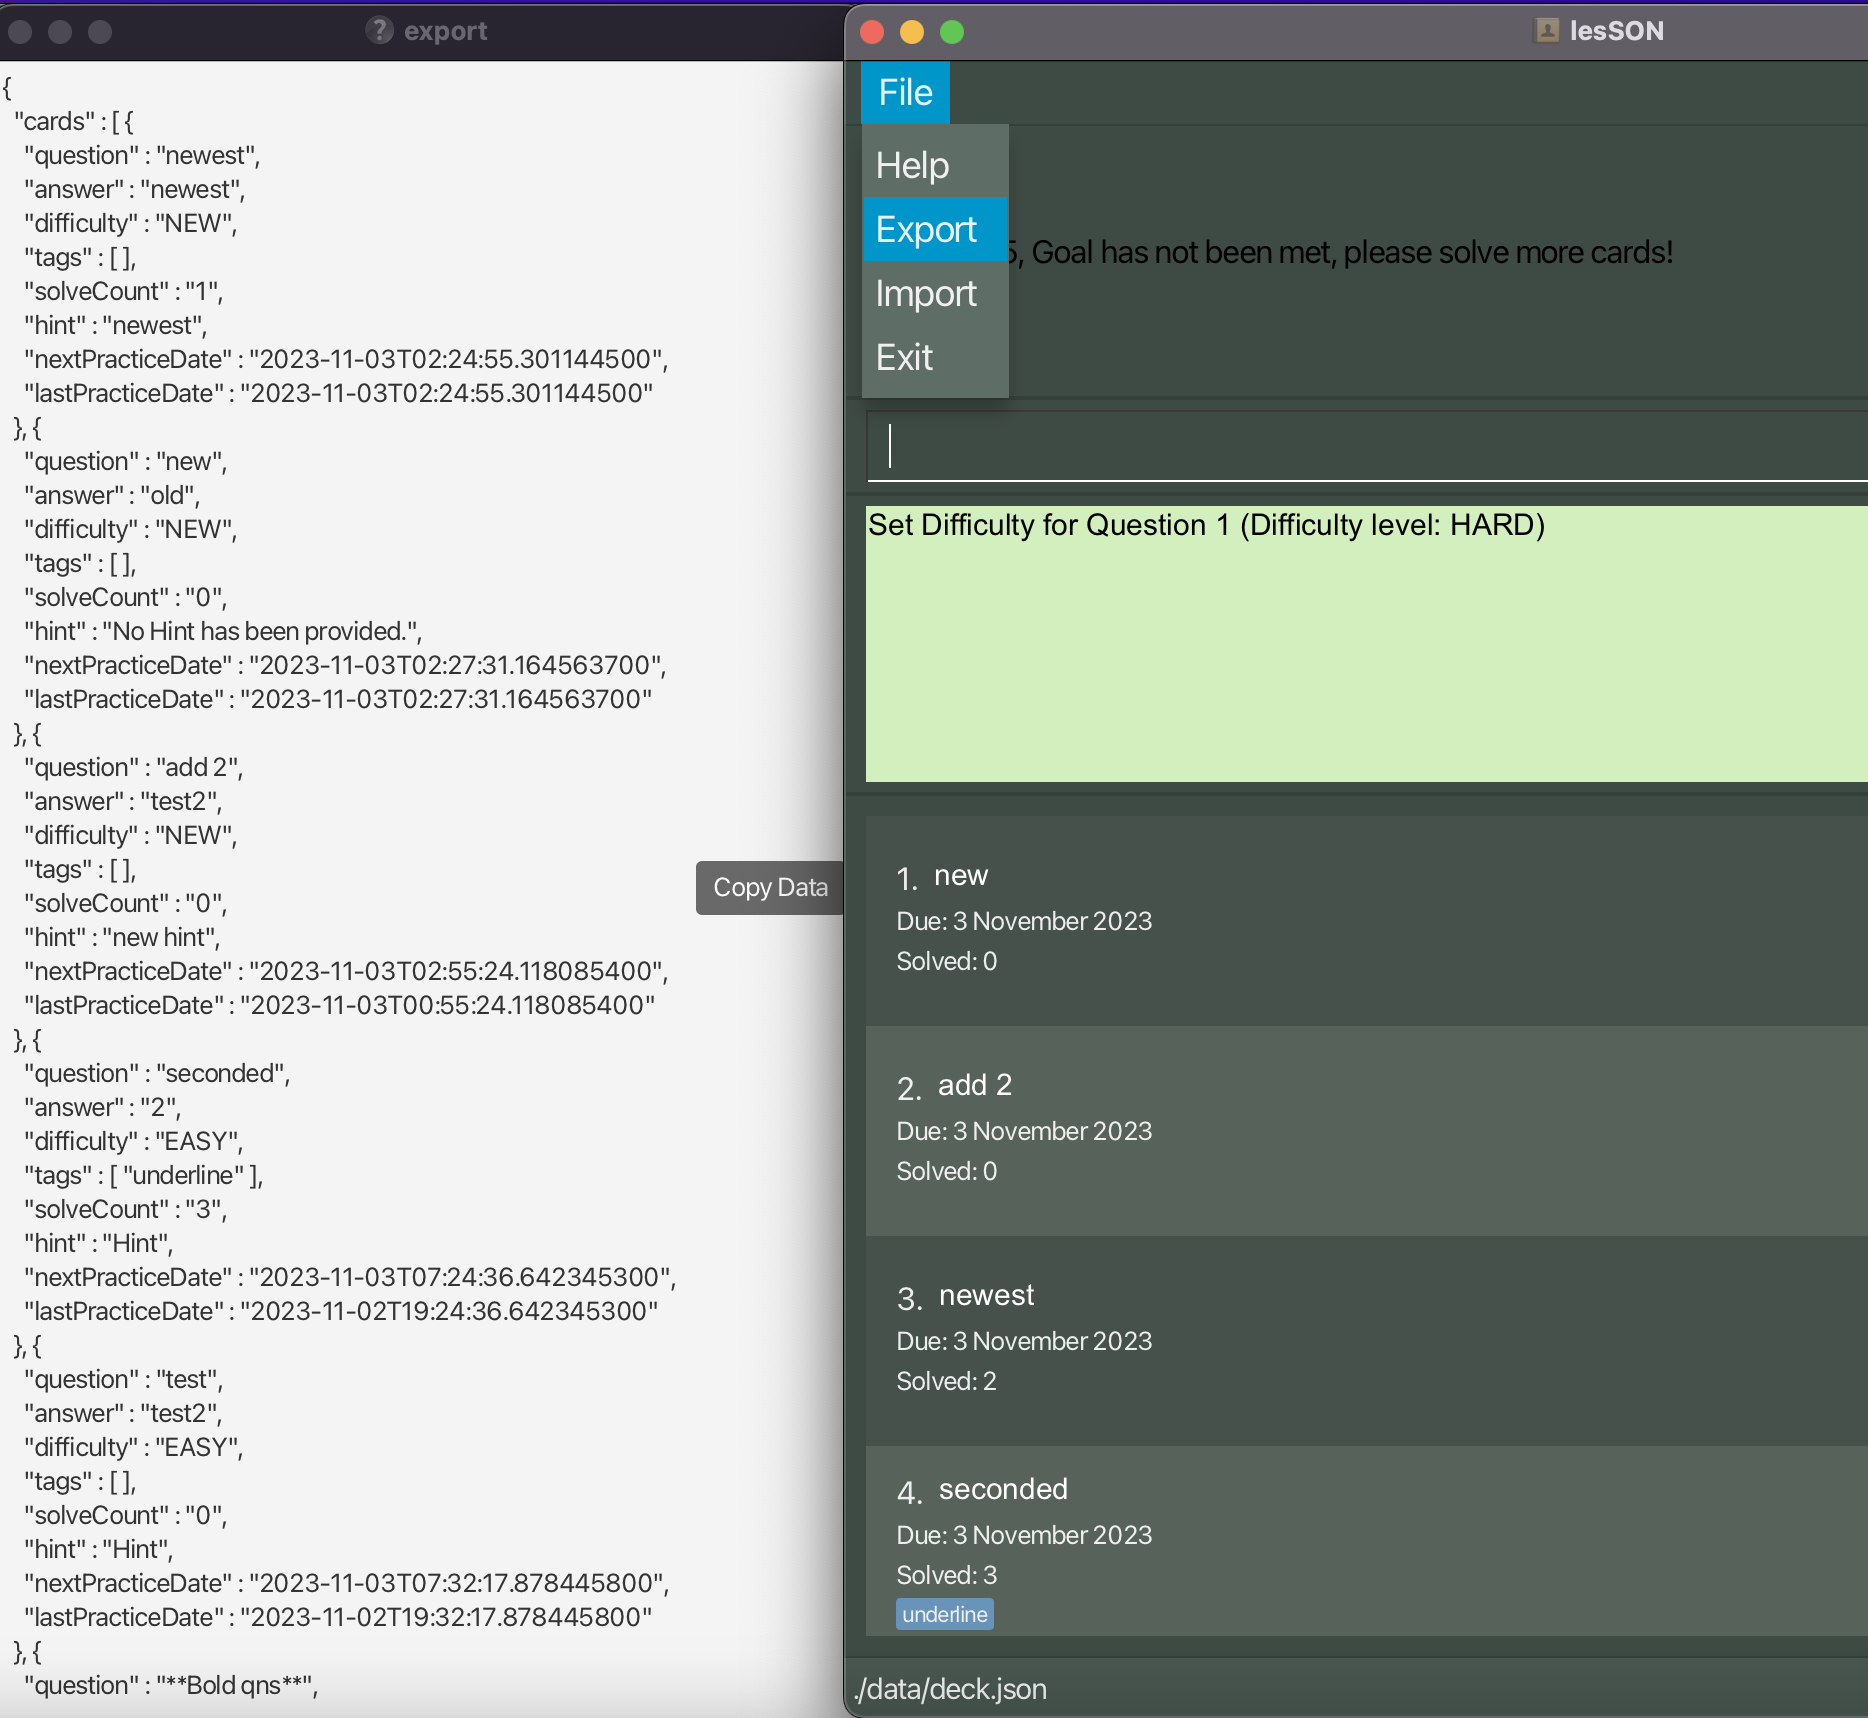 ? export
{
"cards" : [ {
"question" : "newest",
"answer" : "newest",
"difficulty" : "NEW",
"tags" : [ ],
"solveCount" : "1",
"hint" : "newest",
"nextPracticeDate" : "2023-11-03T02:24:55.301144500",
"lastPracticeDate" : "2023-11-03T02:24:55.301144500"
}, {
"question" : "new",
"answer" : "old",
"difficulty" : "NEW",
"tags" : [ ],
"solveCount" : "0",
"hint" : "No Hint has been provided.",
"nextPracticeDate" : "2023-11-03T02:27:31.164563700",
"lastPracticeDate" : "2023-11-03T02:27:31.164563700"
}, {
"question" : "add 2",
"answer" : "test2",
"difficulty" : "NEW",
"tags" : [ ],
"solveCount" : "0",
"hint" : "new hint",
"nextPracticeDate" : "2023-11-03T02:55:24.118085400",
"lastPracticeDate" : "2023-11-03T00:55:24.118085400"
}, {
"question" : "seconded",
"answer" : "2",
"difficulty" : "EASY",
"tags" : [ "underline" ],
"solveCount" : "3",
"hint" : "Hint",
"nextPracticeDate" : "2023-11-03T07:24:36.642345300",
"lastPracticeDate" : "2023-11-02T19:24:36.642345300"
}, {
"question" : "test",
"answer" : "test2",
"difficulty" : "EASY",
"tags" : [ ],
"solveCount" : "0",
"hint" : "Hint",
"nextPracticeDate" : "2023-11-03T07:32:17.878445800",
"lastPracticeDate" : "2023-11-02T19:32:17.878445800"
}, {
"question" : "**Bold qns**",
Copy Data
lesSON
File
Help
Export
Import
Exit
5, Goal has not been met, please solve more cards!
Set Difficulty for Question 1 (Difficulty level: HARD)
1. new
Due: 3 November 2023
Solved: 0
2. add 2
Due: 3 November 2023
Solved: 0
3. newest
Due: 3 November 2023
Solved: 2
4. seconded
Due: 3 November 2023
Solved: 3
underline
./data/deck.json